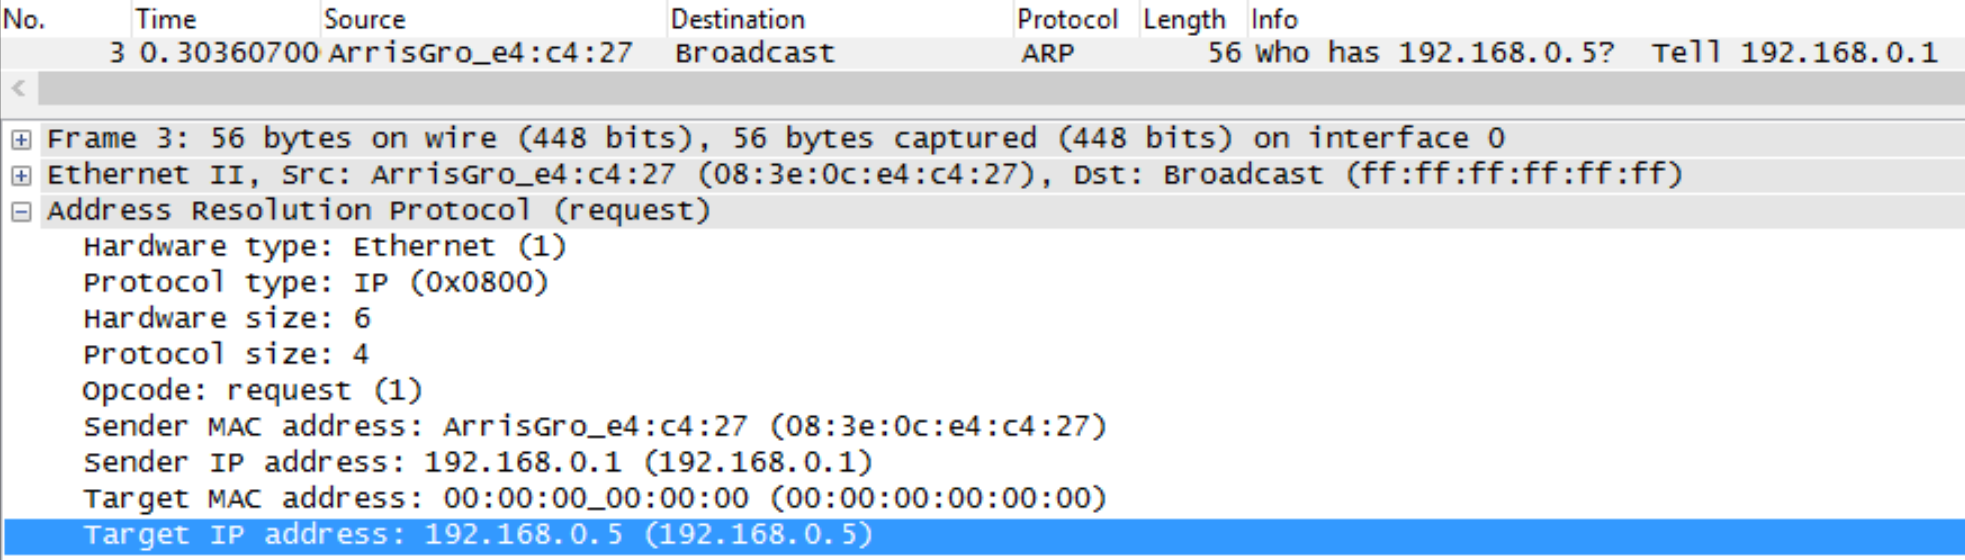 No. Time Source Destination Protocol Length Info
3 0.30360700 ArrisGro_e4:c4:27 Broadcast ARP 56 Who has 192.168.0.5?  Tell 192.168.0.1
Frame 3: 56 bytes on wire (448 bits), 56 bytes captured (448 bits) on interface 0
Ethernet II, Src: ArrisGro_e4:c4:27 (08:3e:0c:e4:c4:27), Dst: Broadcast (ff:ff:ff:ff:ff:ff)
Address Resolution Protocol (request)
Hardware type: Ethernet (1)
Protocol type: IP (0x0800)
Hardware size: 6
Protocol size: 4
Opcode: request (1)
Sender MAC address: ArrisGro_e4:c4:27 (08:3e:0c:e4:c4:27)
Sender IP address: 192.168.0.1 (192.168.0.1)
Target MAC address: 00:00:00_00:00:00 (00:00:00:00:00:00)
Target IP address: 192.168.0.5 (192.168.0.5)